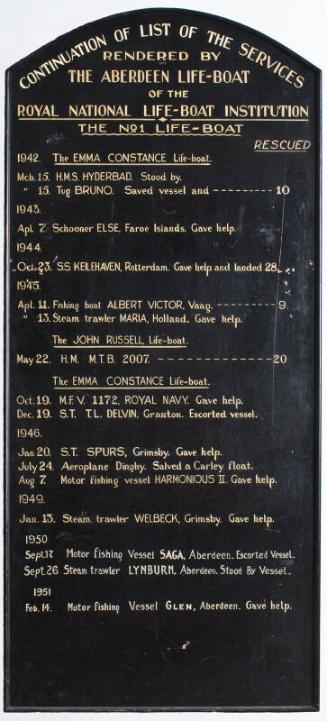 CONTINUATION OF LIST OF THE SERVICES
RENDERED BY
THE ABERDEEN LIFE-BOAT
OF THE
ROYAL NATIONAL LIFE-BOAT INSTITUTION
THE No1 LIFE-BOAT
RESCUED
1942. The EMMA CONSTANCE Life-boat.
Mch. 15. H.M.S. HYDERBAD. Stood by.
" 15. Tug BRUNO. Saved vessel and ---------- 10
1943.
Apl. 7. Schooner ELSE, Faroe Islands. Gave help.
1944.
Oct. 23. S.S. KEILEHAVEN, Rotterdam. Gave help and landed 28.
1945.
Apl. 11. Fishing boat ALBERT VICTOR, Vaag. ---------- 9
" 13. Steam trawler MARIA, Holland. Gave help.
The JOHN RUSSELL, Life-boat.
May 22. H.M. M.T.B. 2007. ---------- 20
The EMMA CONSTANCE Life-boat.
Oct. 19. M.F.V. 1172, ROYAL NAVY. Gave help.
Dec. 19. S.T. T.L. DELVIN, Granton. Escorted vessel.
1946.
Jan 20. S.T. SPURS, Grimsby. Gave help.
July 24. Aeroplane Dinghy. Salved a Carley float.
Aug 7. Motor fishing vessel HARMONIOUS II. Gave help.
1949.
Jan. 13. Steam trawler WELBECK, Grimsby. Gave help.
1950
Sept. 17 Motor fishing Vessel SAGA, Aberdeen. Escorted Vessel.
Sept. 26 Steam trawler LYNBURN, Aberdeen. Stood By Vessel.
1951
Feb. 14. Motor fishing Vessel GLEN, Aberdeen. Gave help.